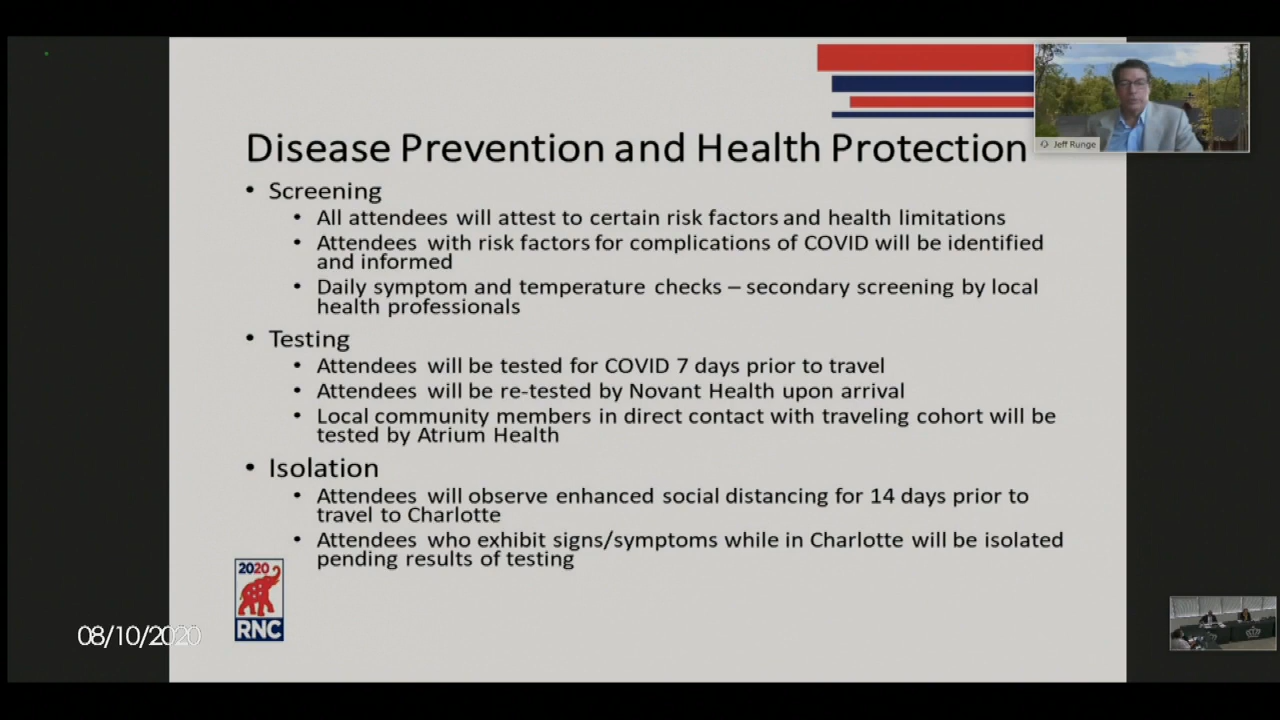 Jeff Runge
Disease Prevention and Health Protection
• Screening
• All attendees will attest to certain risk factors and health limitations
• Attendees with risk factors for complications of COVID will be identified
and informed
• Daily symptom and temperature checks – secondary screening by local
health professionals
• Testing
• Attendees will be tested for COVID 7 days prior to travel
• Attendees will be re-tested by Novant Health upon arrival
• Local community members in direct contact with traveling cohort will be
tested by Atrium Health
• Isolation
• Attendees will observe enhanced social distancing for 14 days prior to
travel to Charlotte
• Attendees who exhibit signs/symptoms while in Charlotte will be isolated
pending results of testing
2020
RNC
08/10/2020